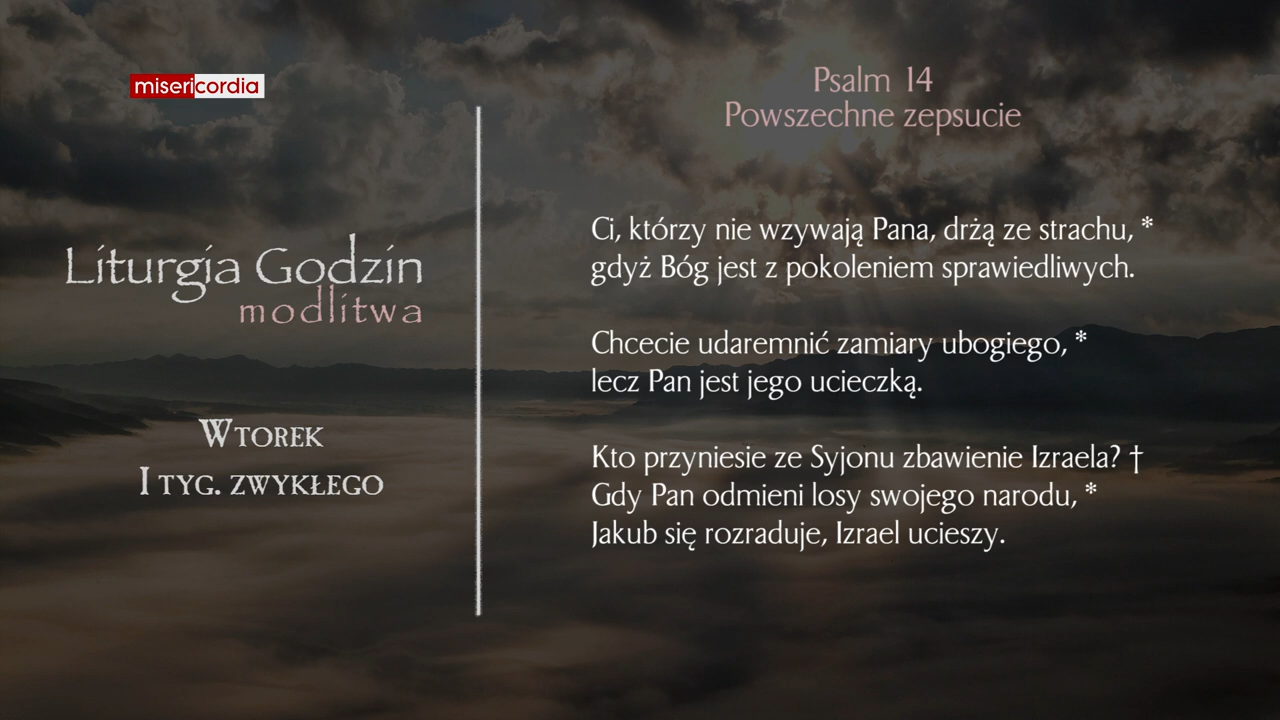 misericordia
Liturgia Godzin
modlitwa
Wtorek
I tyg. zwykłego
Psalm 14
Powszechne zepsucie
Ci, którzy nie wzywają Pana, drżą ze strachu, *
gdyż Bóg jest z pokoleniem sprawiedliwych.
Chcecie udaremnić zamiary ubogiego, *
lecz Pan jest jego ucieczką.
Kto przyniesie ze Syjonu zbawienie Izraela? †
Gdy Pan odmieni losy swojego narodu, *
Jakub się rozraduje, Izrael ucieszy.